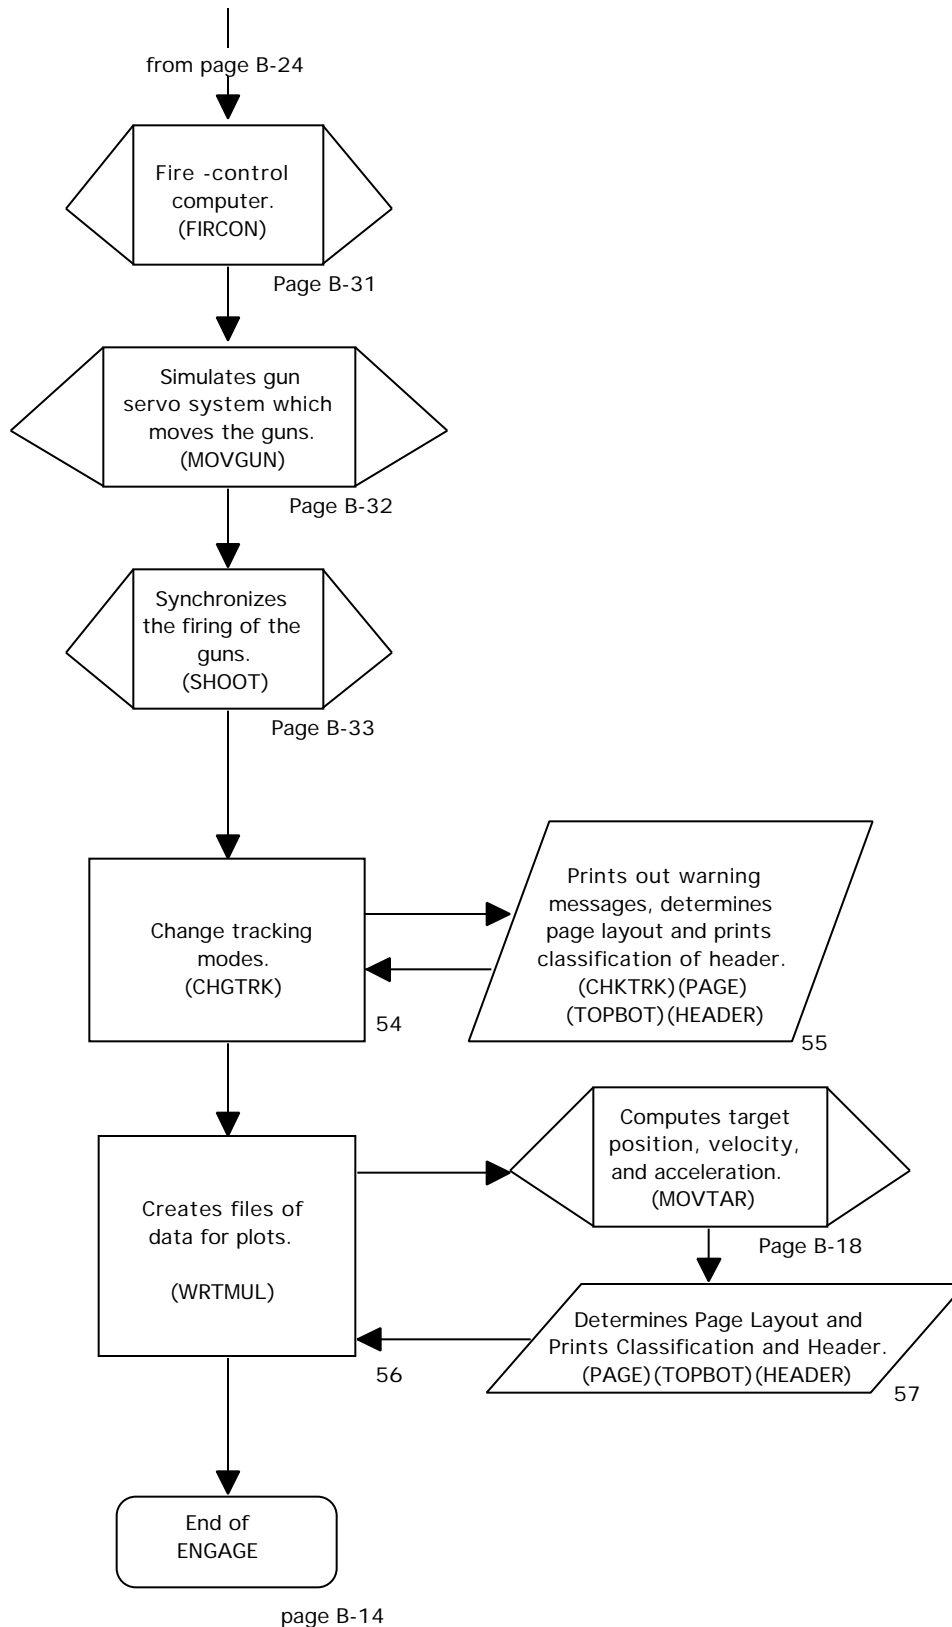 from page B-24
Fire -control
computer.
(FIRCON)
Page B-31
Simulates gun
servo system which
moves the guns.
(MOVGUN)
Page B-32
Synchronizes
the firing of the
guns.
(SHOOT)
Page B-33
Change tracking
modes.
(CHGTRK)
54
Prints out warning
messages, determines
page layout and prints
classification of header.
(CHKTRK)(PAGE)
(TOPBOT)(HEADER)
55
Creates files of
data for plots.
(WRTMUL)
56
Computes target
position, velocity,
and acceleration.
(MOVTAR)
Page B-18
Determines Page Layout and
Prints Classification and Header.
(PAGE)(TOPBOT)(HEADER)
57
End of
ENGAGE
page B-14